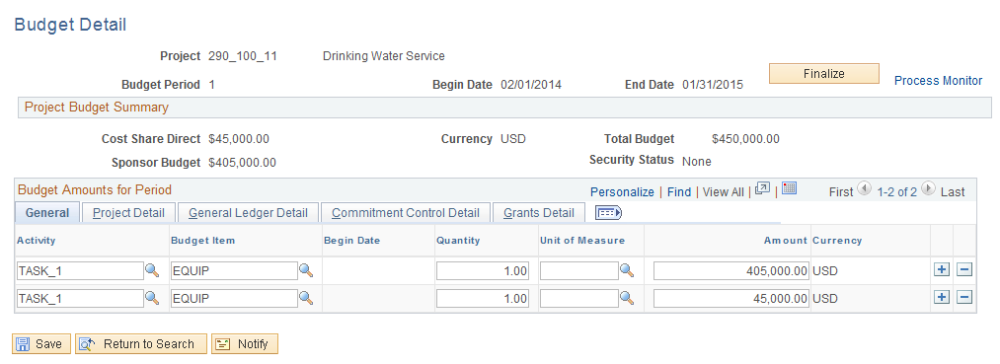 Budget Detail
Project 290_100_11 Drinking Water Service
Budget Period 1 Begin Date 02/01/2014 End Date 01/31/2015 Finalize Process Monitor
Project Budget Summary
Cost Share Direct $45,000.00 Currency USD Total Budget $450,000.00
Sponsor Budget $405,000.00 Security Status None
Budget Amounts for Period Personalize | Find | View All | | First 1-2 of 2 Last
General Project Detail General Ledger Detail Commitment Control Detail Grants Detail
Activity Budget Item Begin Date Quantity Unit of Measure Amount Currency
TASK_1 EQUIP 1.00 405,000.00 USD
TASK_1 EQUIP 1.00 45,000.00 USD
Save Return to Search Notify